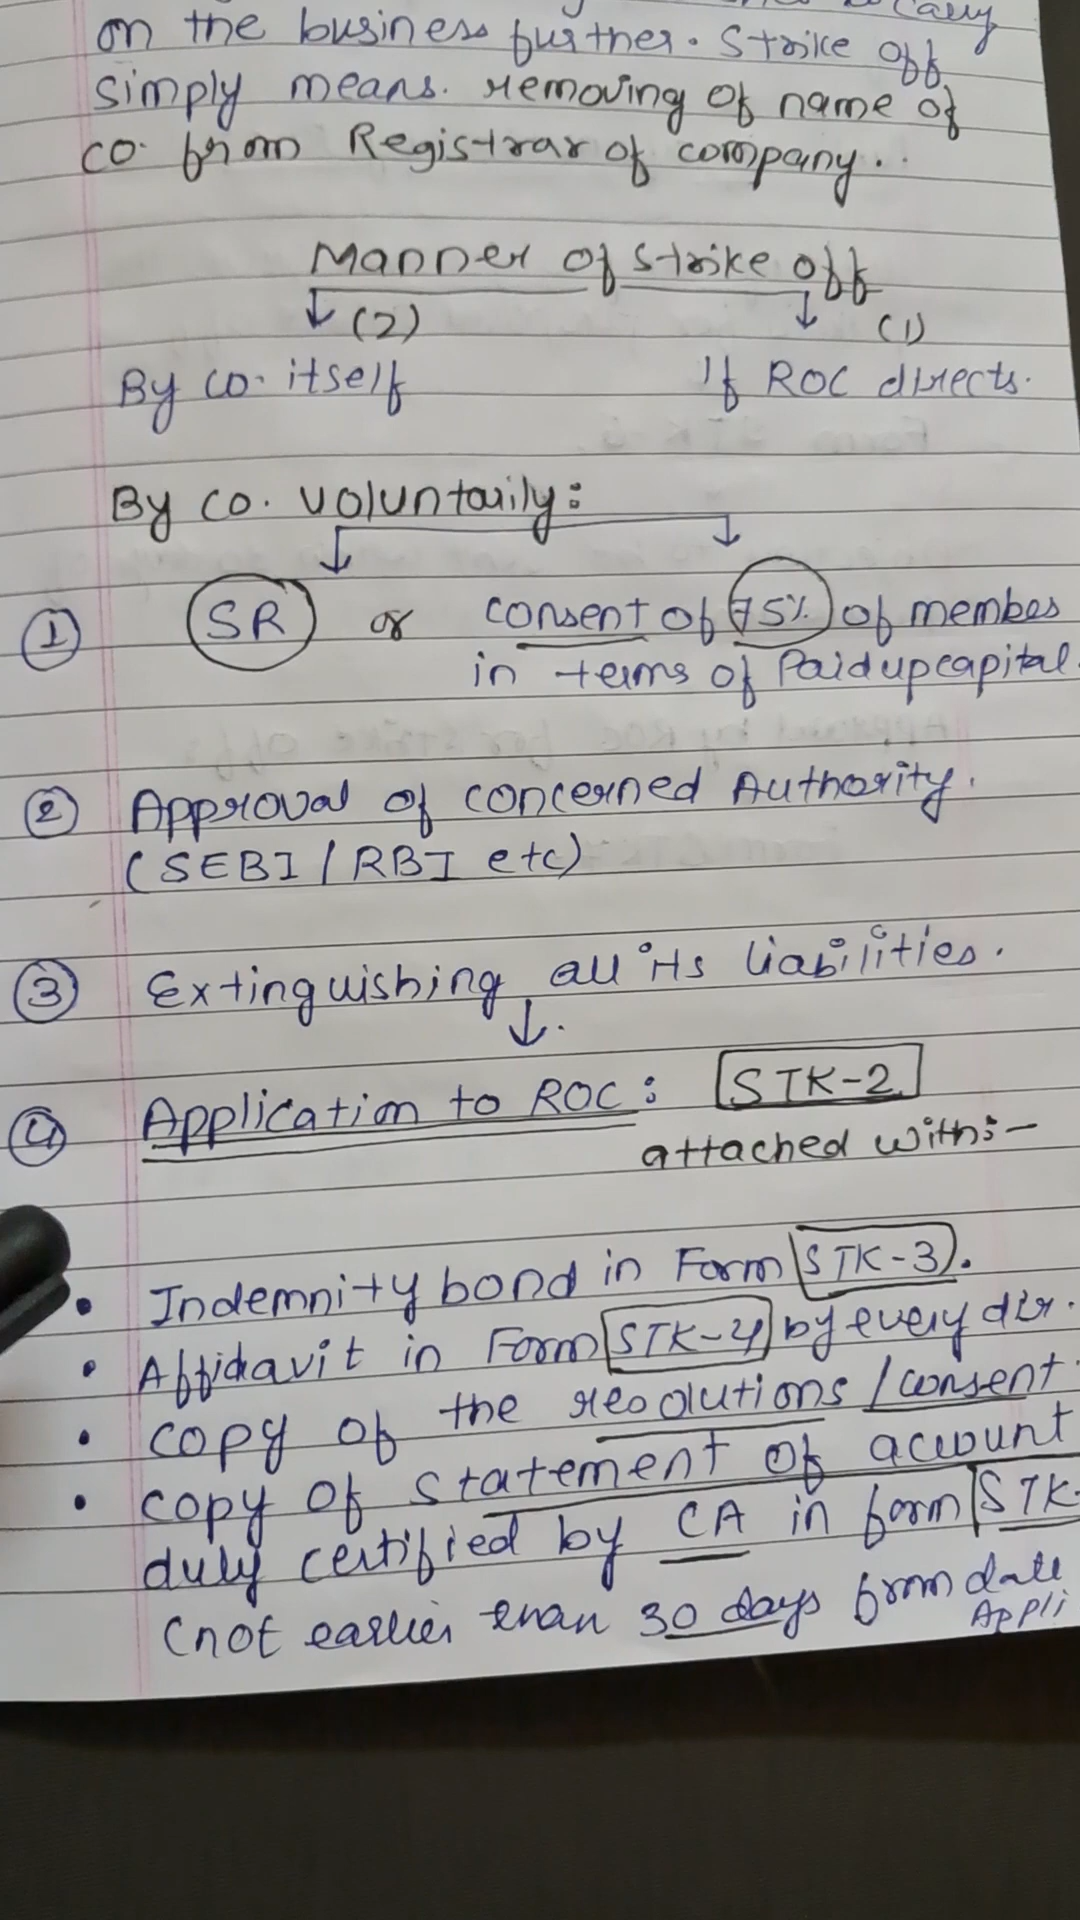 carry
on the business further. Strike off
simply means. removing of name of
co. from Registrar of company..
Manner of strike off
↓ (2) ↓ (1)
By co. itself If ROC directs.
By co. voluntarily:
① SR or consent of 75% of membes
in terms of Paidupcapital.
② Approval of concerned Authority.
(SEBI / RBI etc)
③ Extinguishing all its liabilities.
④ Application to ROC: STK-2
attached with:-
• Indemnity bond in Form STK-3.
• Affidavit in Form STK-4 by every dir.
• copy of the resolutions / consent
• copy of statement of account
duly certified by CA in form STK-
(not earlier than 30 days from date
Appli